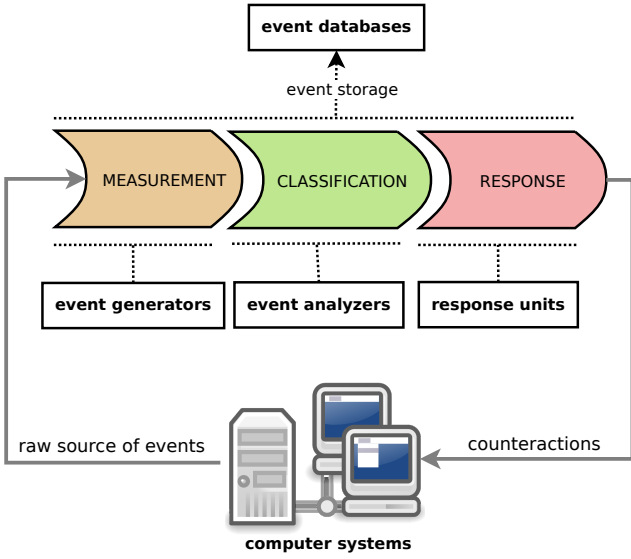 event databases
event storage
MEASUREMENT
CLASSIFICATION
RESPONSE
event generators
event analyzers
response units
raw source of events
counteractions
computer systems